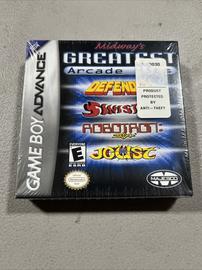 Midway's
GREATEST
Arcade
DEFENDER
SINISTAR
ROBOTRON:
JOUST
PRODUCT
PROTECTED
BY
ANTI-THEFT
GAME BOY ADVANCE
E
MAJESCO